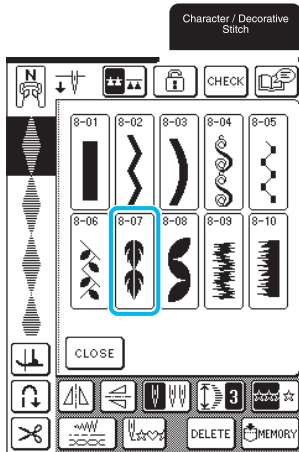 Character / Decorative
Stitch
N
CHECK
8-01 8-02 8-03 8-04 8-05
8-06 8-07 8-08 8-09 8-10
CLOSE
3
DELETE MEMORY